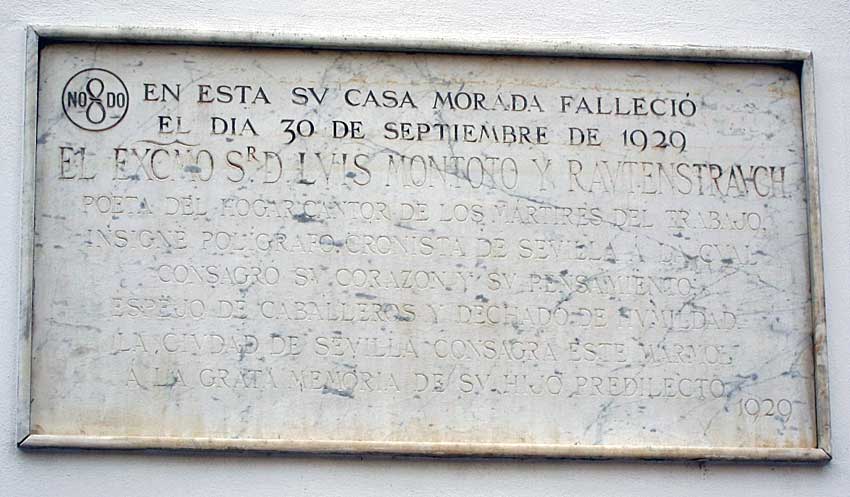 NO8DO EN ESTA SV CASA MORADA FALLECIÓ
EL DIA 30 DE SEPTIEMBRE DE 1929
EL EXCMO SR D LVIS MONTOTO Y RAVTENSTRAVCH
POETA DEL HOGAR, CANTOR DE LOS MARTIRES DEL TRABAJO,
INSIGNE POLIGRAFO, CRONISTA DE SEVILLA A LA CVAL
CONSAGRO SV CORAZON Y SV PENSAMIENTO
ESPEJO DE CABALLEROS Y DECHADO DE HVMILDAD.
LA CIVDAD DE SEVILLA CONSAGRA ESTE MARMOL
A LA GRATA MEMORIA DE SV HIJO PREDILECTO
1929